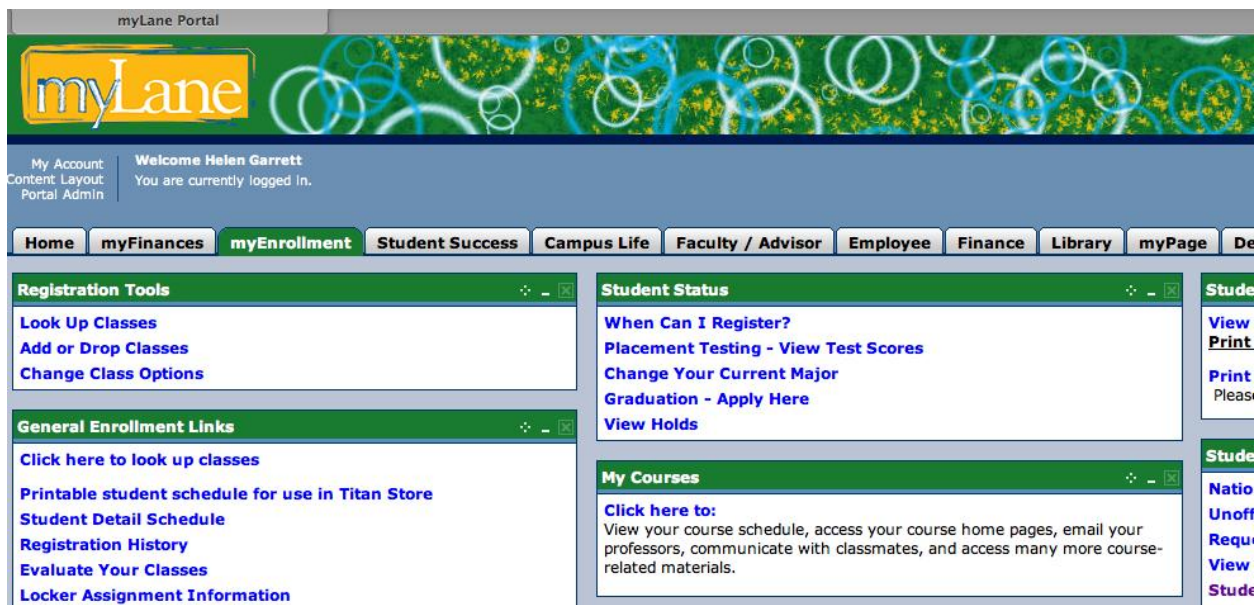 myLane Portal
myLane
My Account
Content Layout
Portal Admin
Welcome Helen Garrett
You are currently logged in.
Home myFinances myEnrollment Student Success Campus Life Faculty / Advisor Employee Finance Library myPage
Registration Tools
Look Up Classes
Add or Drop Classes
Change Class Options
General Enrollment Links
Click here to look up classes
Printable student schedule for use in Titan Store
Student Detail Schedule
Registration History
Evaluate Your Classes
Locker Assignment Information
Student Status
When Can I Register?
Placement Testing - View Test Scores
Change Your Current Major
Graduation - Apply Here
View Holds
My Courses
Click here to:
View your course schedule, access your course home pages, email your
professors, communicate with classmates, and access many more course-
related materials.
View
Print
Print